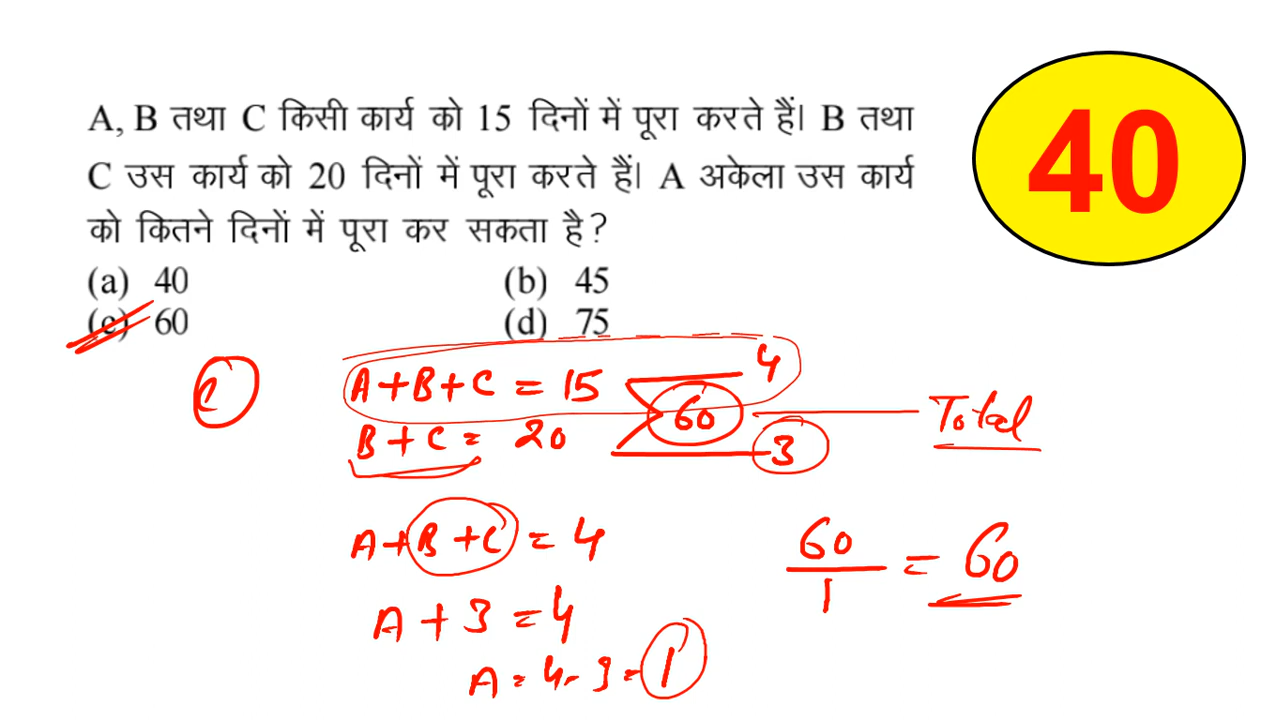 A, B तथा C किसी कार्य को 15 दिनों में पूरा करते हैं। B तथा
C उस कार्य को 20 दिनों में पूरा करते हैं। A अकेला उस कार्य
को कितने दिनों में पूरा कर सकता है?
(a) 40 (b) 45
(c) 60 (d) 75
40
A+B+C = 15 60 4 Total
B+C = 20 3
A+B+C = 4
A+3=4
A = 4-3=1
60/1 = 60